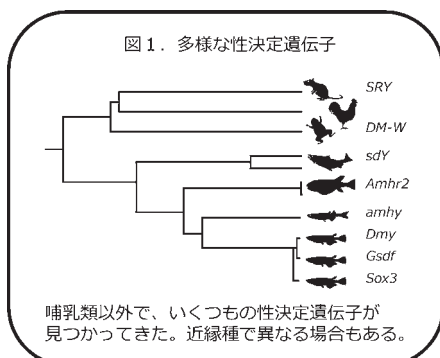 図1．多様な性決定遺伝子
SRY
DM-W
sdY
Amhr2
amhy
Dmy
Gsdf
Sox3
哺乳類以外で、いくつもの性決定遺伝子が
見つかってきた。近縁種で異なる場合もある。